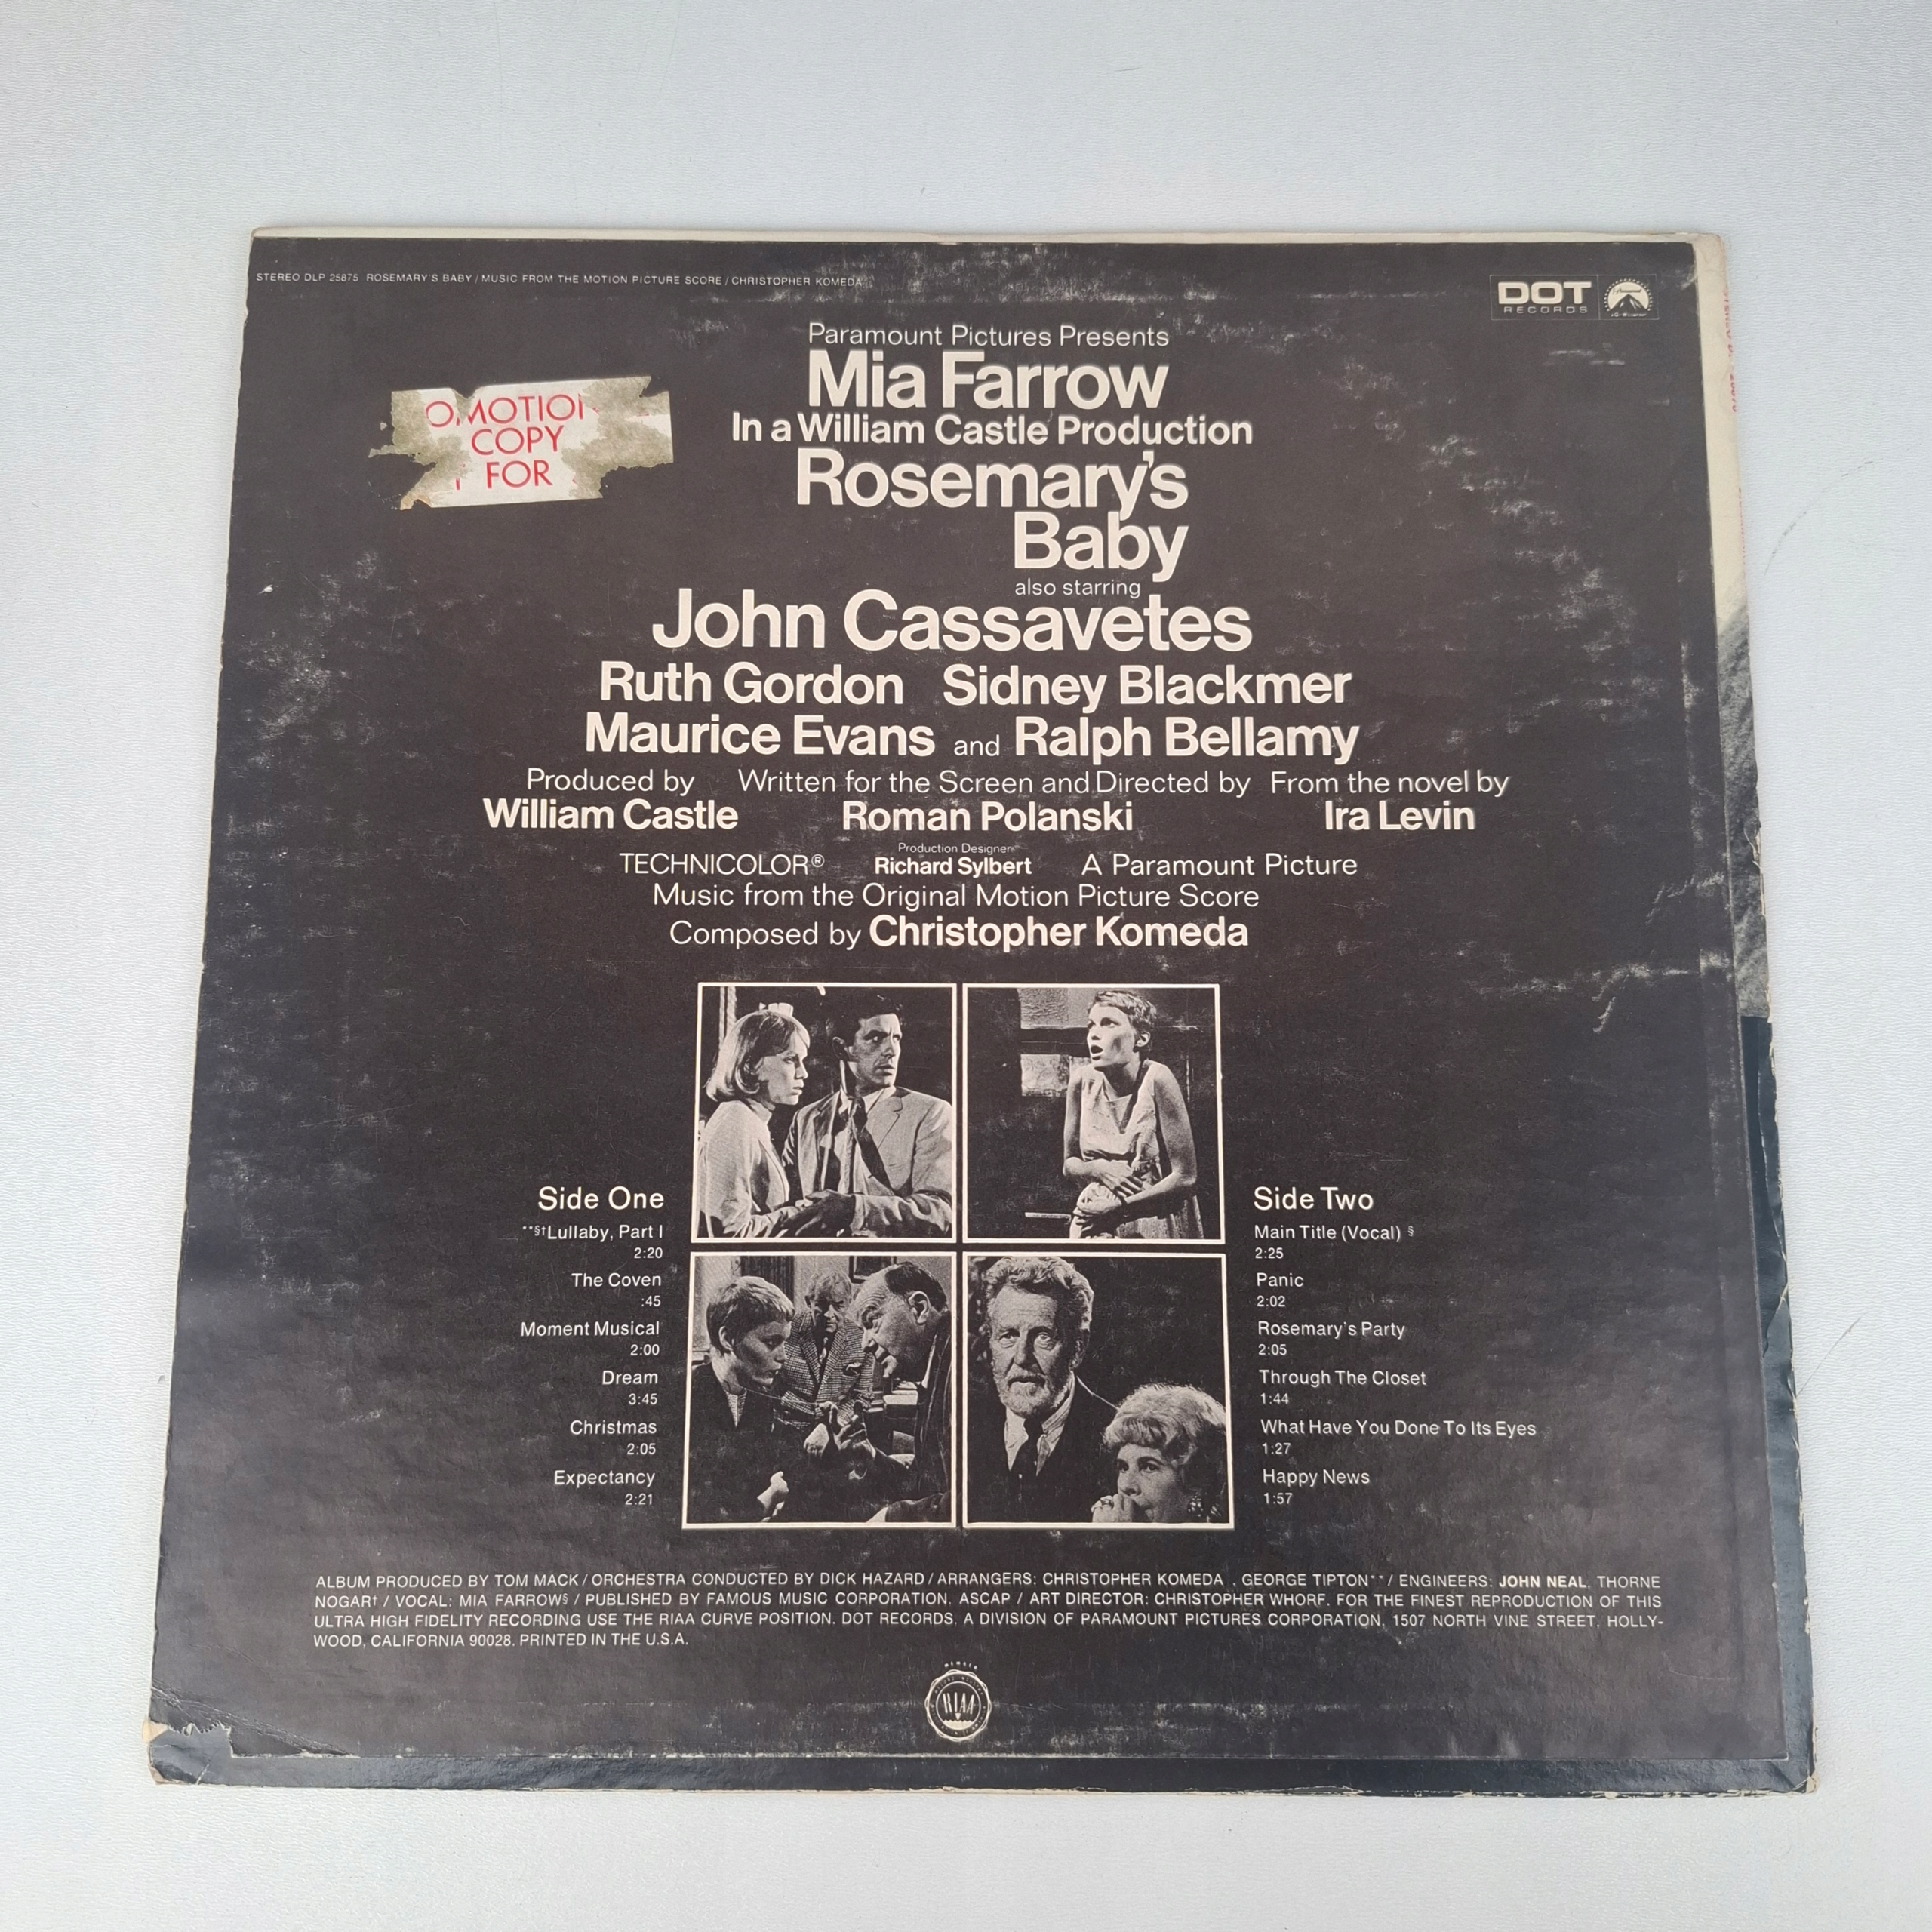 STEREO DLP 25875 ROSEMARY'S BABY / MUSIC FROM THE MOTION PICTURE SCORE / CHRISTOPHER KOMEDA
DOT
RECORDS
Paramount
Paramount Pictures Presents
Mia Farrow
In a William Castle Production
Rosemary's
Baby
OMOTION
COPY
FOR
also starring
John Cassavetes
Ruth Gordon Sidney Blackmer
Maurice Evans and Ralph Bellamy
Produced by Written for the Screen and Directed by From the novel by
William Castle Roman Polanski Ira Levin
Production Designer
TECHNICOLOR® Richard Sylbert A Paramount Picture
Music from the Original Motion Picture Score
Composed by Christopher Komeda
Side One
**§†Lullaby, Part I
2:20
The Coven
:45
Moment Musical
2:00
Dream
3:45
Christmas
2:05
Expectancy
2:21
Side Two
Main Title (Vocal) §
2:25
Panic
2:02
Rosemary's Party
2:05
Through The Closet
1:44
What Have You Done To Its Eyes
1:27
Happy News
1:57
ALBUM PRODUCED BY TOM MACK / ORCHESTRA CONDUCTED BY DICK HAZARD / ARRANGERS: CHRISTOPHER KOMEDA , GEORGE TIPTON** / ENGINEERS: JOHN NEAL, THORNE
NOGAR† / VOCAL: MIA FARROW§ / PUBLISHED BY FAMOUS MUSIC CORPORATION. ASCAP / ART DIRECTOR: CHRISTOPHER WHORF. FOR THE FINEST REPRODUCTION OF THIS
ULTRA HIGH FIDELITY RECORDING USE THE RIAA CURVE POSITION. DOT RECORDS, A DIVISION OF PARAMOUNT PICTURES CORPORATION, 1507 NORTH VINE STREET, HOLLY-
WOOD, CALIFORNIA 90028. PRINTED IN THE U.S.A.
MEMBER
RIAA